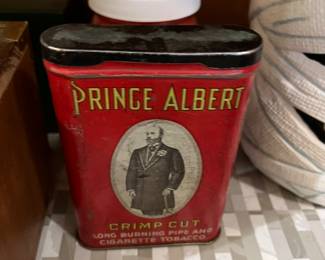 PRINCE ALBERT
CRIMP CUT
LONG BURNING PIPE AND
CIGARETTE TOBACCO